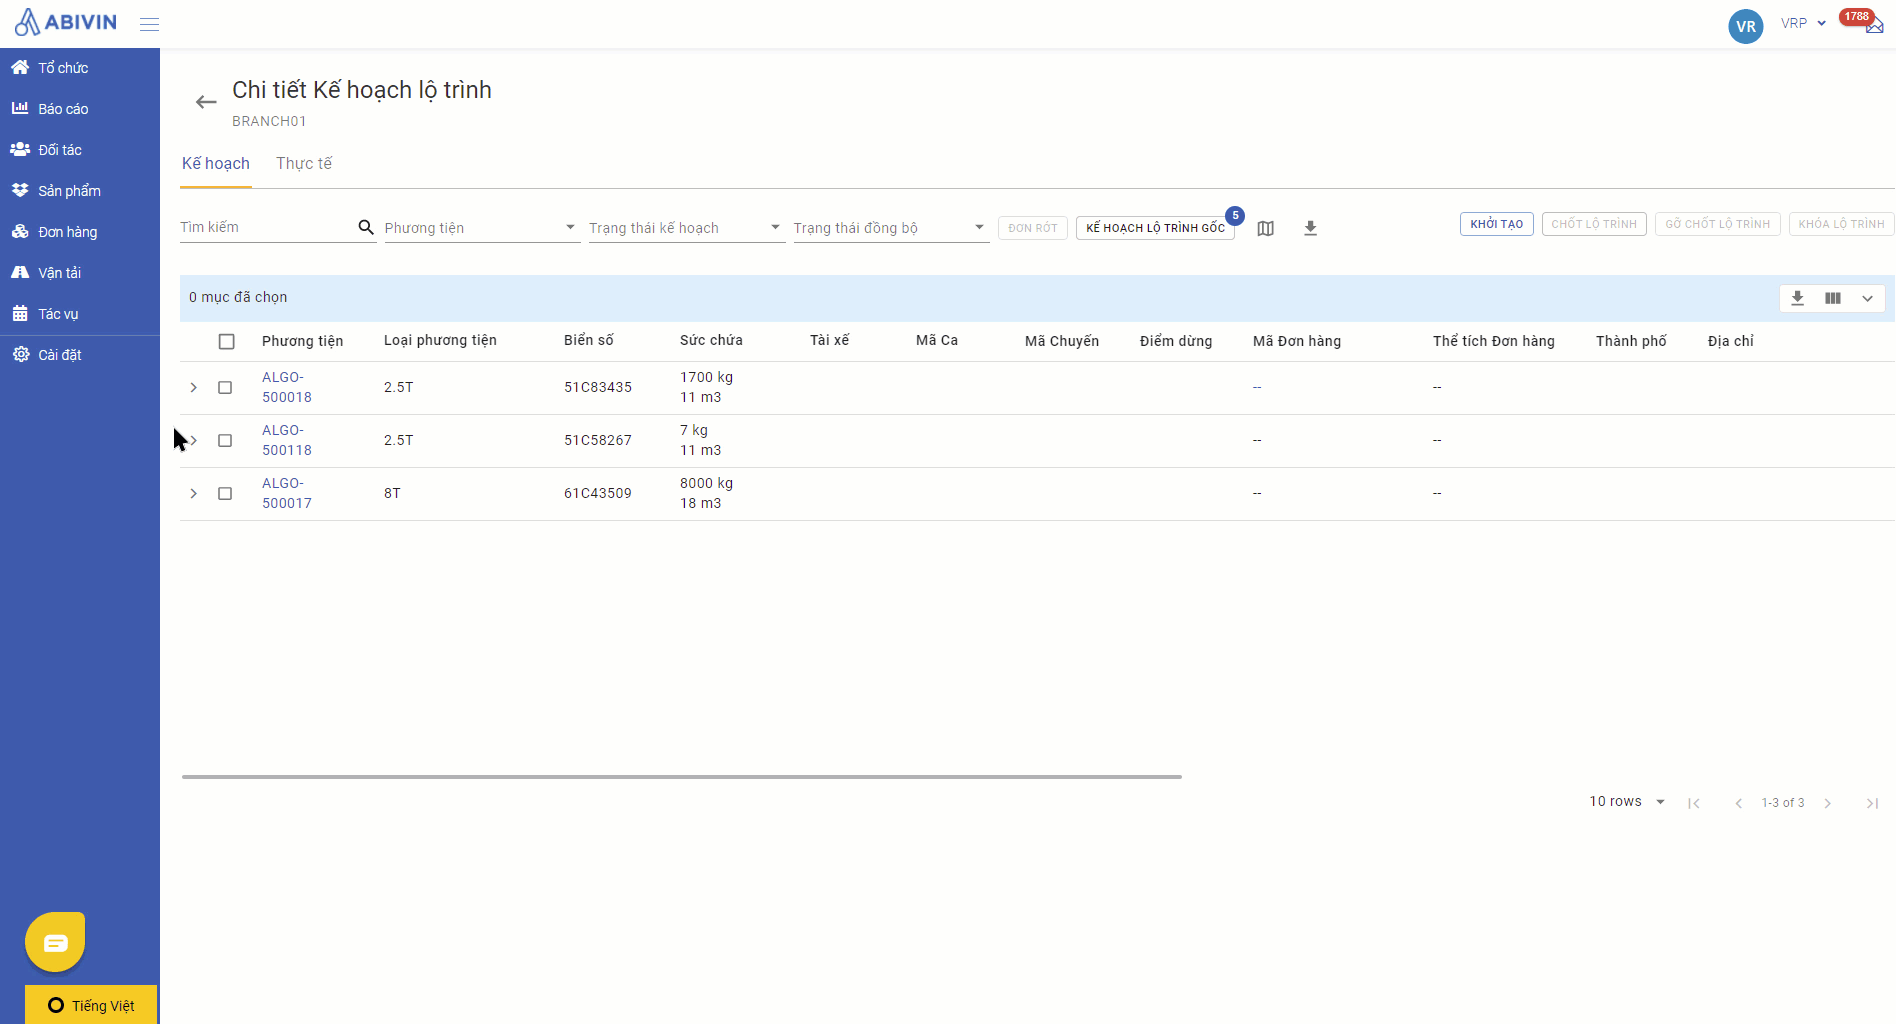 ABIVIN
VR
VRP
1788
Tổ chức
Báo cáo
Đối tác
Sản phẩm
Đơn hàng
Vận tải
Tác vụ
Cài đặt
Chi tiết Kế hoạch lộ trình
BRANCH01
Kế hoạch Thực tế
Tìm kiếm Phương tiện Trạng thái kế hoạch Trạng thái đồng bộ ĐƠN RỚT KẾ HOẠCH LỘ TRÌNH GỐC 5 KHỞI TẠO CHỐT LỘ TRÌNH GỠ CHỐT LỘ TRÌNH KHÓA LỘ TRÌNH
0 mục đã chọn
Phương tiện Loại phương tiện Biển số Sức chứa Tài xế Mã Ca Mã Chuyến Điểm dừng Mã Đơn hàng Thể tích Đơn hàng Thành phố Địa chỉ
ALGO-500018 2.5T 51C83435 1700 kg 11 m3 -- --
ALGO-500118 2.5T 51C58267 7 kg 11 m3 -- --
ALGO-500017 8T 61C43509 8000 kg 18 m3 -- --
10 rows 1-3 of 3
Tiếng Việt